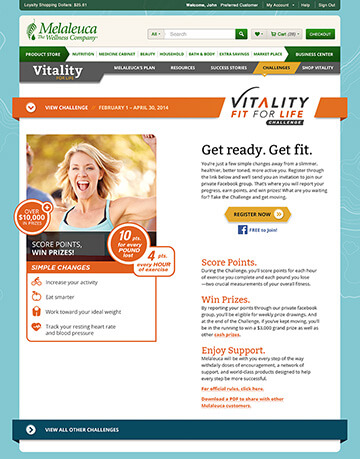 Loyalty Shopping Dollars: $35.81
Welcome, John Preferred Customer My Account Help Sign Out
Melaleuca
The Wellness Company
All
(26)
CHECKOUT
PRODUCT STORE NUTRITION MEDICINE CABINET BEAUTY HOUSEHOLD BATH & BODY EXTRA SAVINGS MARKET PLACE BUSINESS CENTER
Vitality
FOR LIFE
MELALEUCA'S PLAN RESOURCES SUCCESS STORIES CHALLENGES SHOP VITALITY
VIEW CHALLENGE // FEBRUARY 1 – APRIL 30, 2014
VITALITY
FIT FOR LIFE
CHALLENGE
Get ready. Get fit.
You're just a few simple changes away from a slimmer,
healthier, better toned, more active you. Register through
the link below and we'll send you an invitation to join our
private Facebook group. That's where you will report your
progress, earn points, and win prizes! What are you waiting
for? Take the Challenge and get moving.
REGISTER NOW
FREE to Join!
OVER
$10,000
IN PRIZES
SCORE POINTS,
WIN PRIZES!
10 pts.
for every
POUND
lost
4 pts.
every HOUR
of exercise
SIMPLE CHANGES
Increase your activity
Eat smarter
Work toward your ideal weight
Track your resting heart rate
and blood pressure
Score Points.
During the Challenge, you'll score points for each hour
of exercise you complete and each pound you lose
—two crucial measurements of your overall fitness.
Win Prizes.
By reporting your points through our private facebook
group, you'll be eligible for weekly prize drawings. And
at the end of the Challenge, if you've kept moving, you'll
be in the running to win a $3,000 grand prize as well as
other cash prizes.
Enjoy Support.
Melaleuca will be with you every step of the way
with daily doses of encouragement, a network of
support, and world-class products designed to help
every step be more successful.
For official rules, click here.
Download a PDF to share with other
Melaleuca customers.
VIEW ALL OTHER CHALLENGES